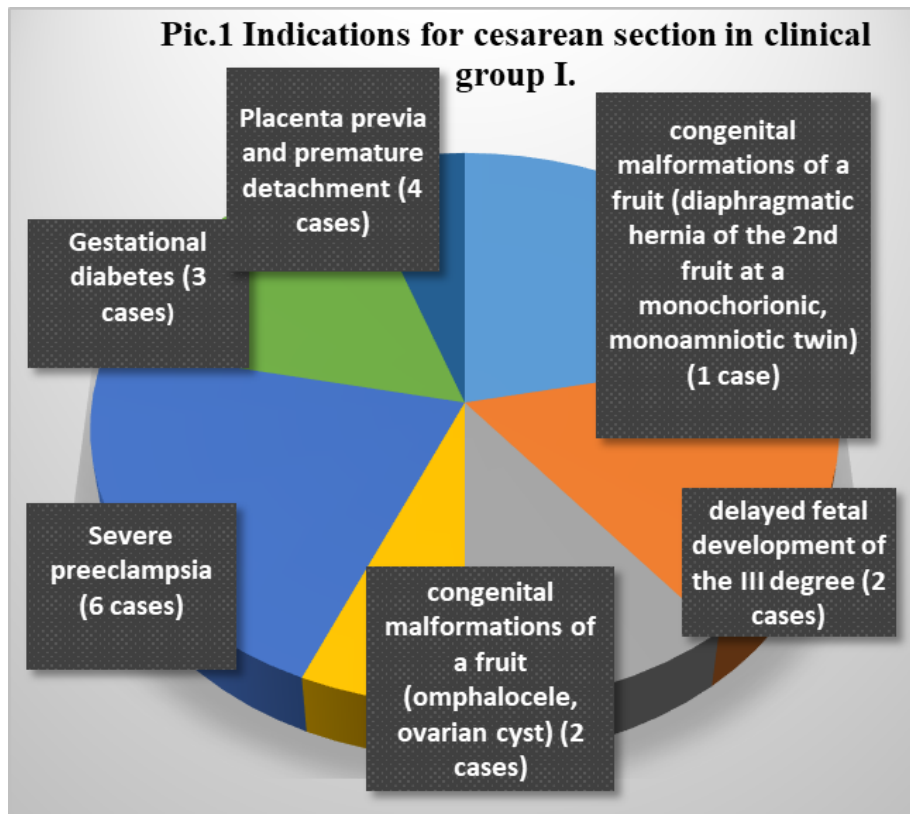 Pic.1 Indications for cesarean section in clinical
group I.
Placenta previa
and premature
detachment (4
cases)
congenital
malformations of a
fruit (diaphragmatic
hernia of the 2nd
fruit at a
monochorionic,
monoamniotic twin)
(1 case)
Gestational
diabetes (3
cases)
delayed fetal
development of
the III degree (2
cases)
Severe
preeclampsia
(6 cases)
congenital
malformations of
a fruit
(omphalocele,
ovarian cyst) (2
cases)